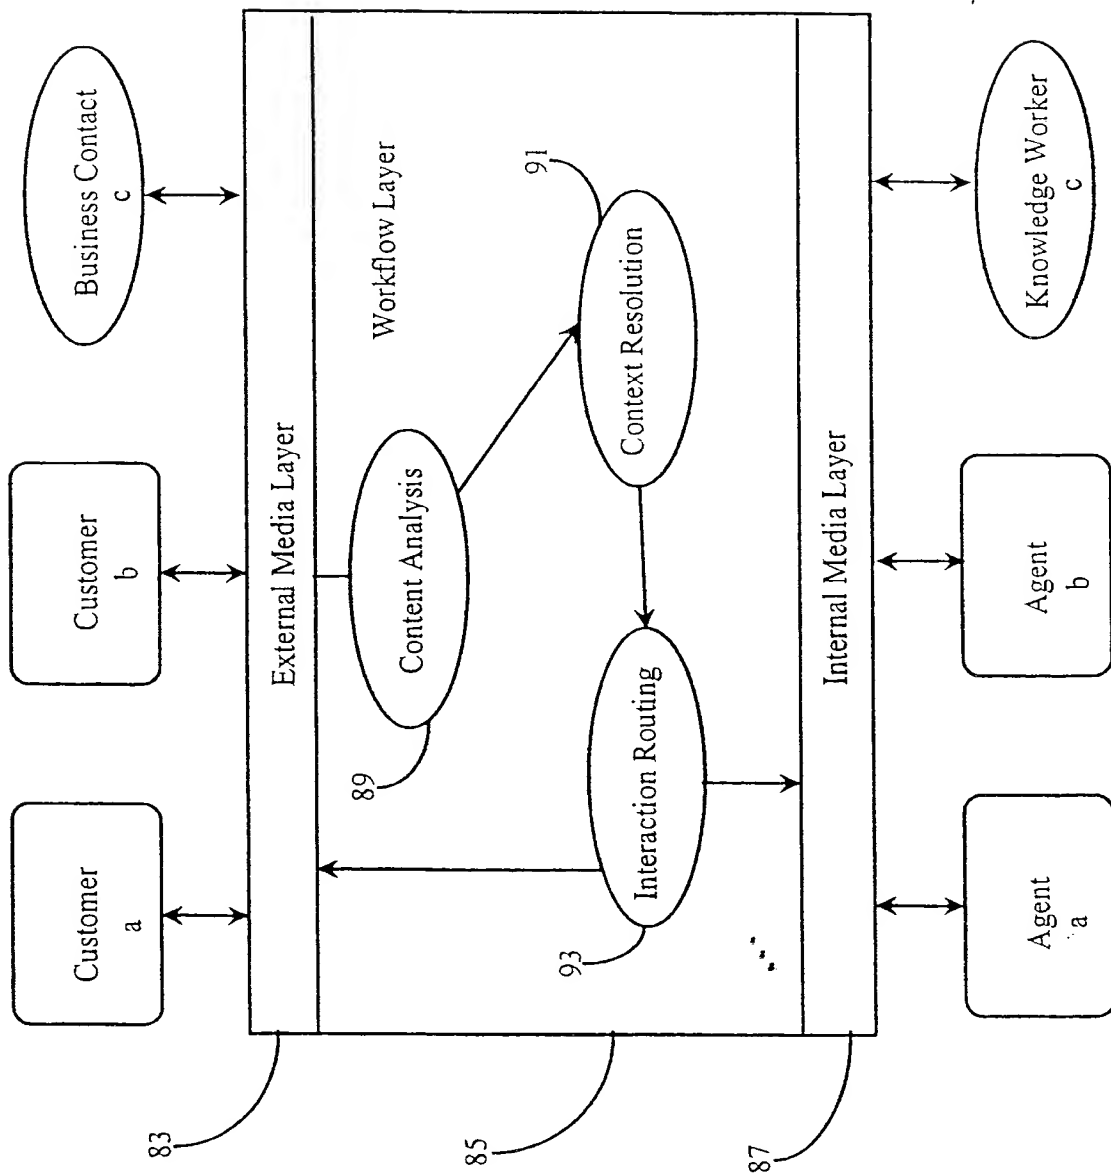 Customer
a
Customer
b
Business Contact
c
83
External Media Layer
85
Workflow Layer
89
Content Analysis
91
Context Resolution
93
Interaction Routing
87
Internal Media Layer
Agent
a
Agent
b
Knowledge Worker
c